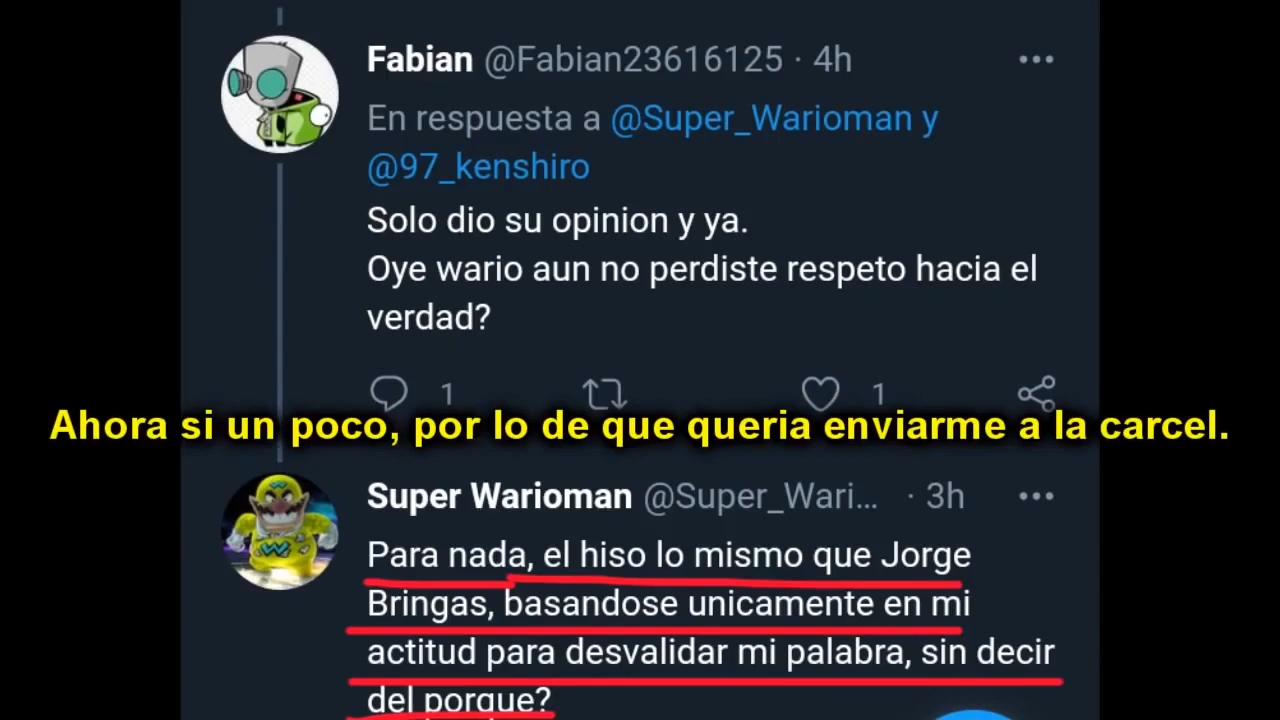 Fabian @Fabian23616125 · 4h
En respuesta a @Super_Warioman y
@97_kenshiro
Solo dio su opinion y ya.
Oye wario aun no perdiste respeto hacia el
verdad?
1 1
Ahora si un poco, por lo de que queria enviarme a la carcel.
Super Warioman @Super_Wari... · 3h
Para nada, el hiso lo mismo que Jorge
Bringas, basandose unicamente en mi
actitud para desvalidar mi palabra, sin decir
del porque?